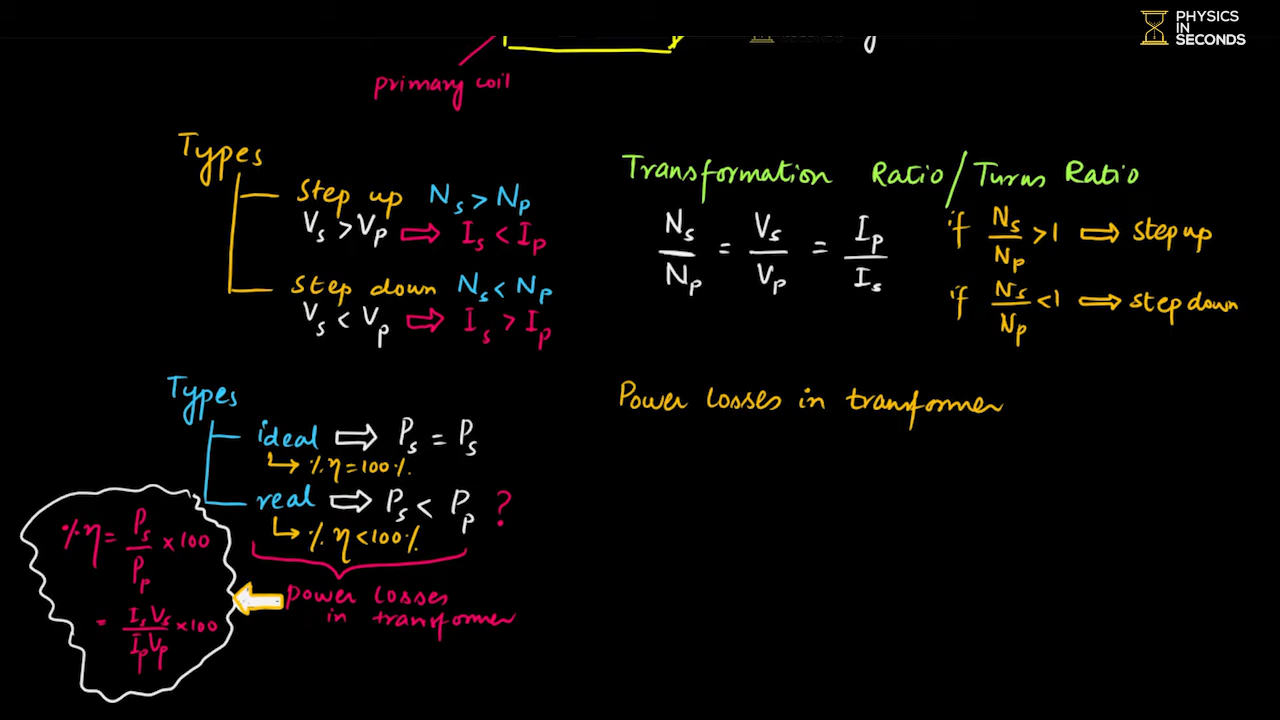 PHYSICS
IN
SECONDS
primary coil
Types
Step up Ns > Np
Vs > Vp ⇒ Is < Ip
Step down Ns < Np
Vs < Vp ⇒ Is > Ip
Transformation Ratio / Turns Ratio
Ns/Np = Vs/Vp = Ip/Is
if Ns/Np >1 ⇒ step up
if Ns/Np <1 ⇒ step down
Types
ideal ⇒ Ps = Ps
↳ % η = 100 %.
real ⇒ Ps < Pp ?
↳ % η < 100 %
power losses
in transformer
% η = Ps/Pp × 100
= IsVs/IpVp × 100
Power losses in transformer